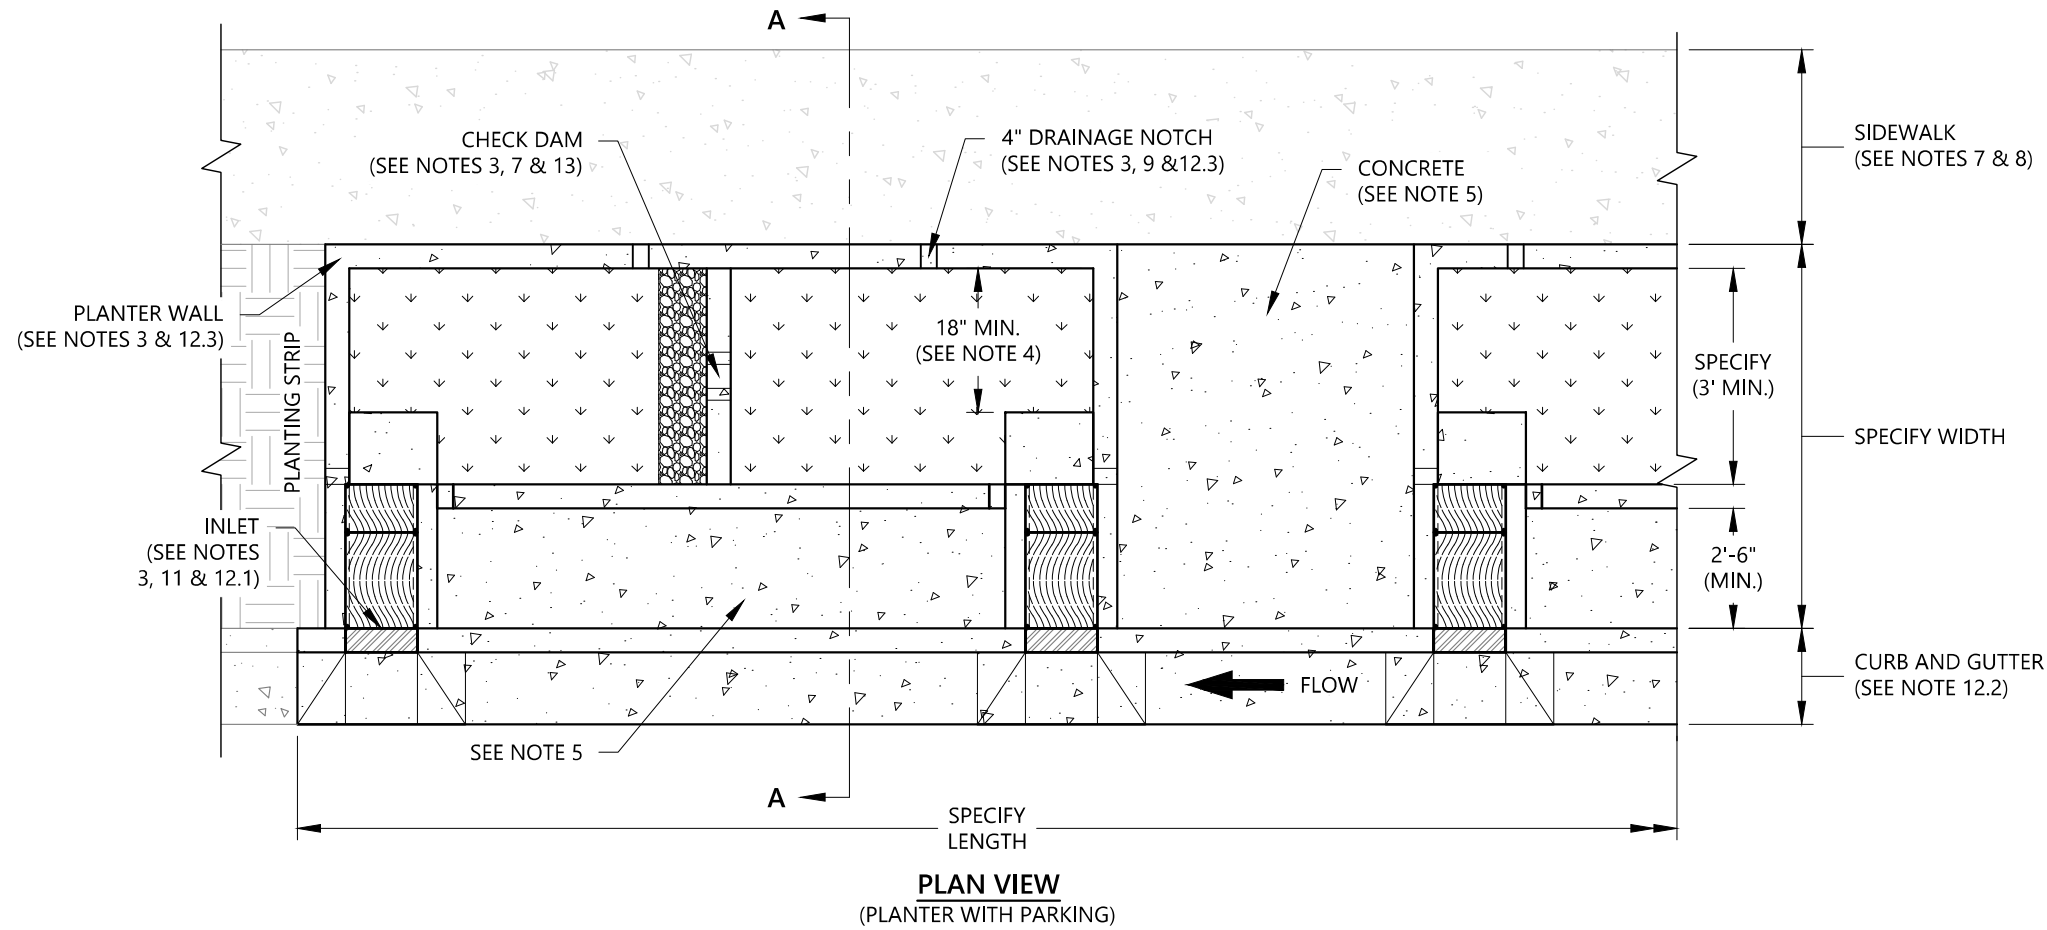 A
CHECK DAM
(SEE NOTES 3, 7 & 13)
4" DRAINAGE NOTCH
(SEE NOTES 3, 9 &12.3)
CONCRETE
(SEE NOTE 5)
SIDEWALK
(SEE NOTES 7 & 8)
PLANTER WALL
(SEE NOTES 3 & 12.3)
PLANTING STRIP
18" MIN.
(SEE NOTE 4)
SPECIFY
(3' MIN.)
SPECIFY WIDTH
INLET
(SEE NOTES
3, 11 & 12.1)
2'-6"
(MIN.)
CURB AND GUTTER
(SEE NOTE 12.2)
FLOW
SEE NOTE 5
A
SPECIFY
LENGTH
PLAN VIEW
(PLANTER WITH PARKING)